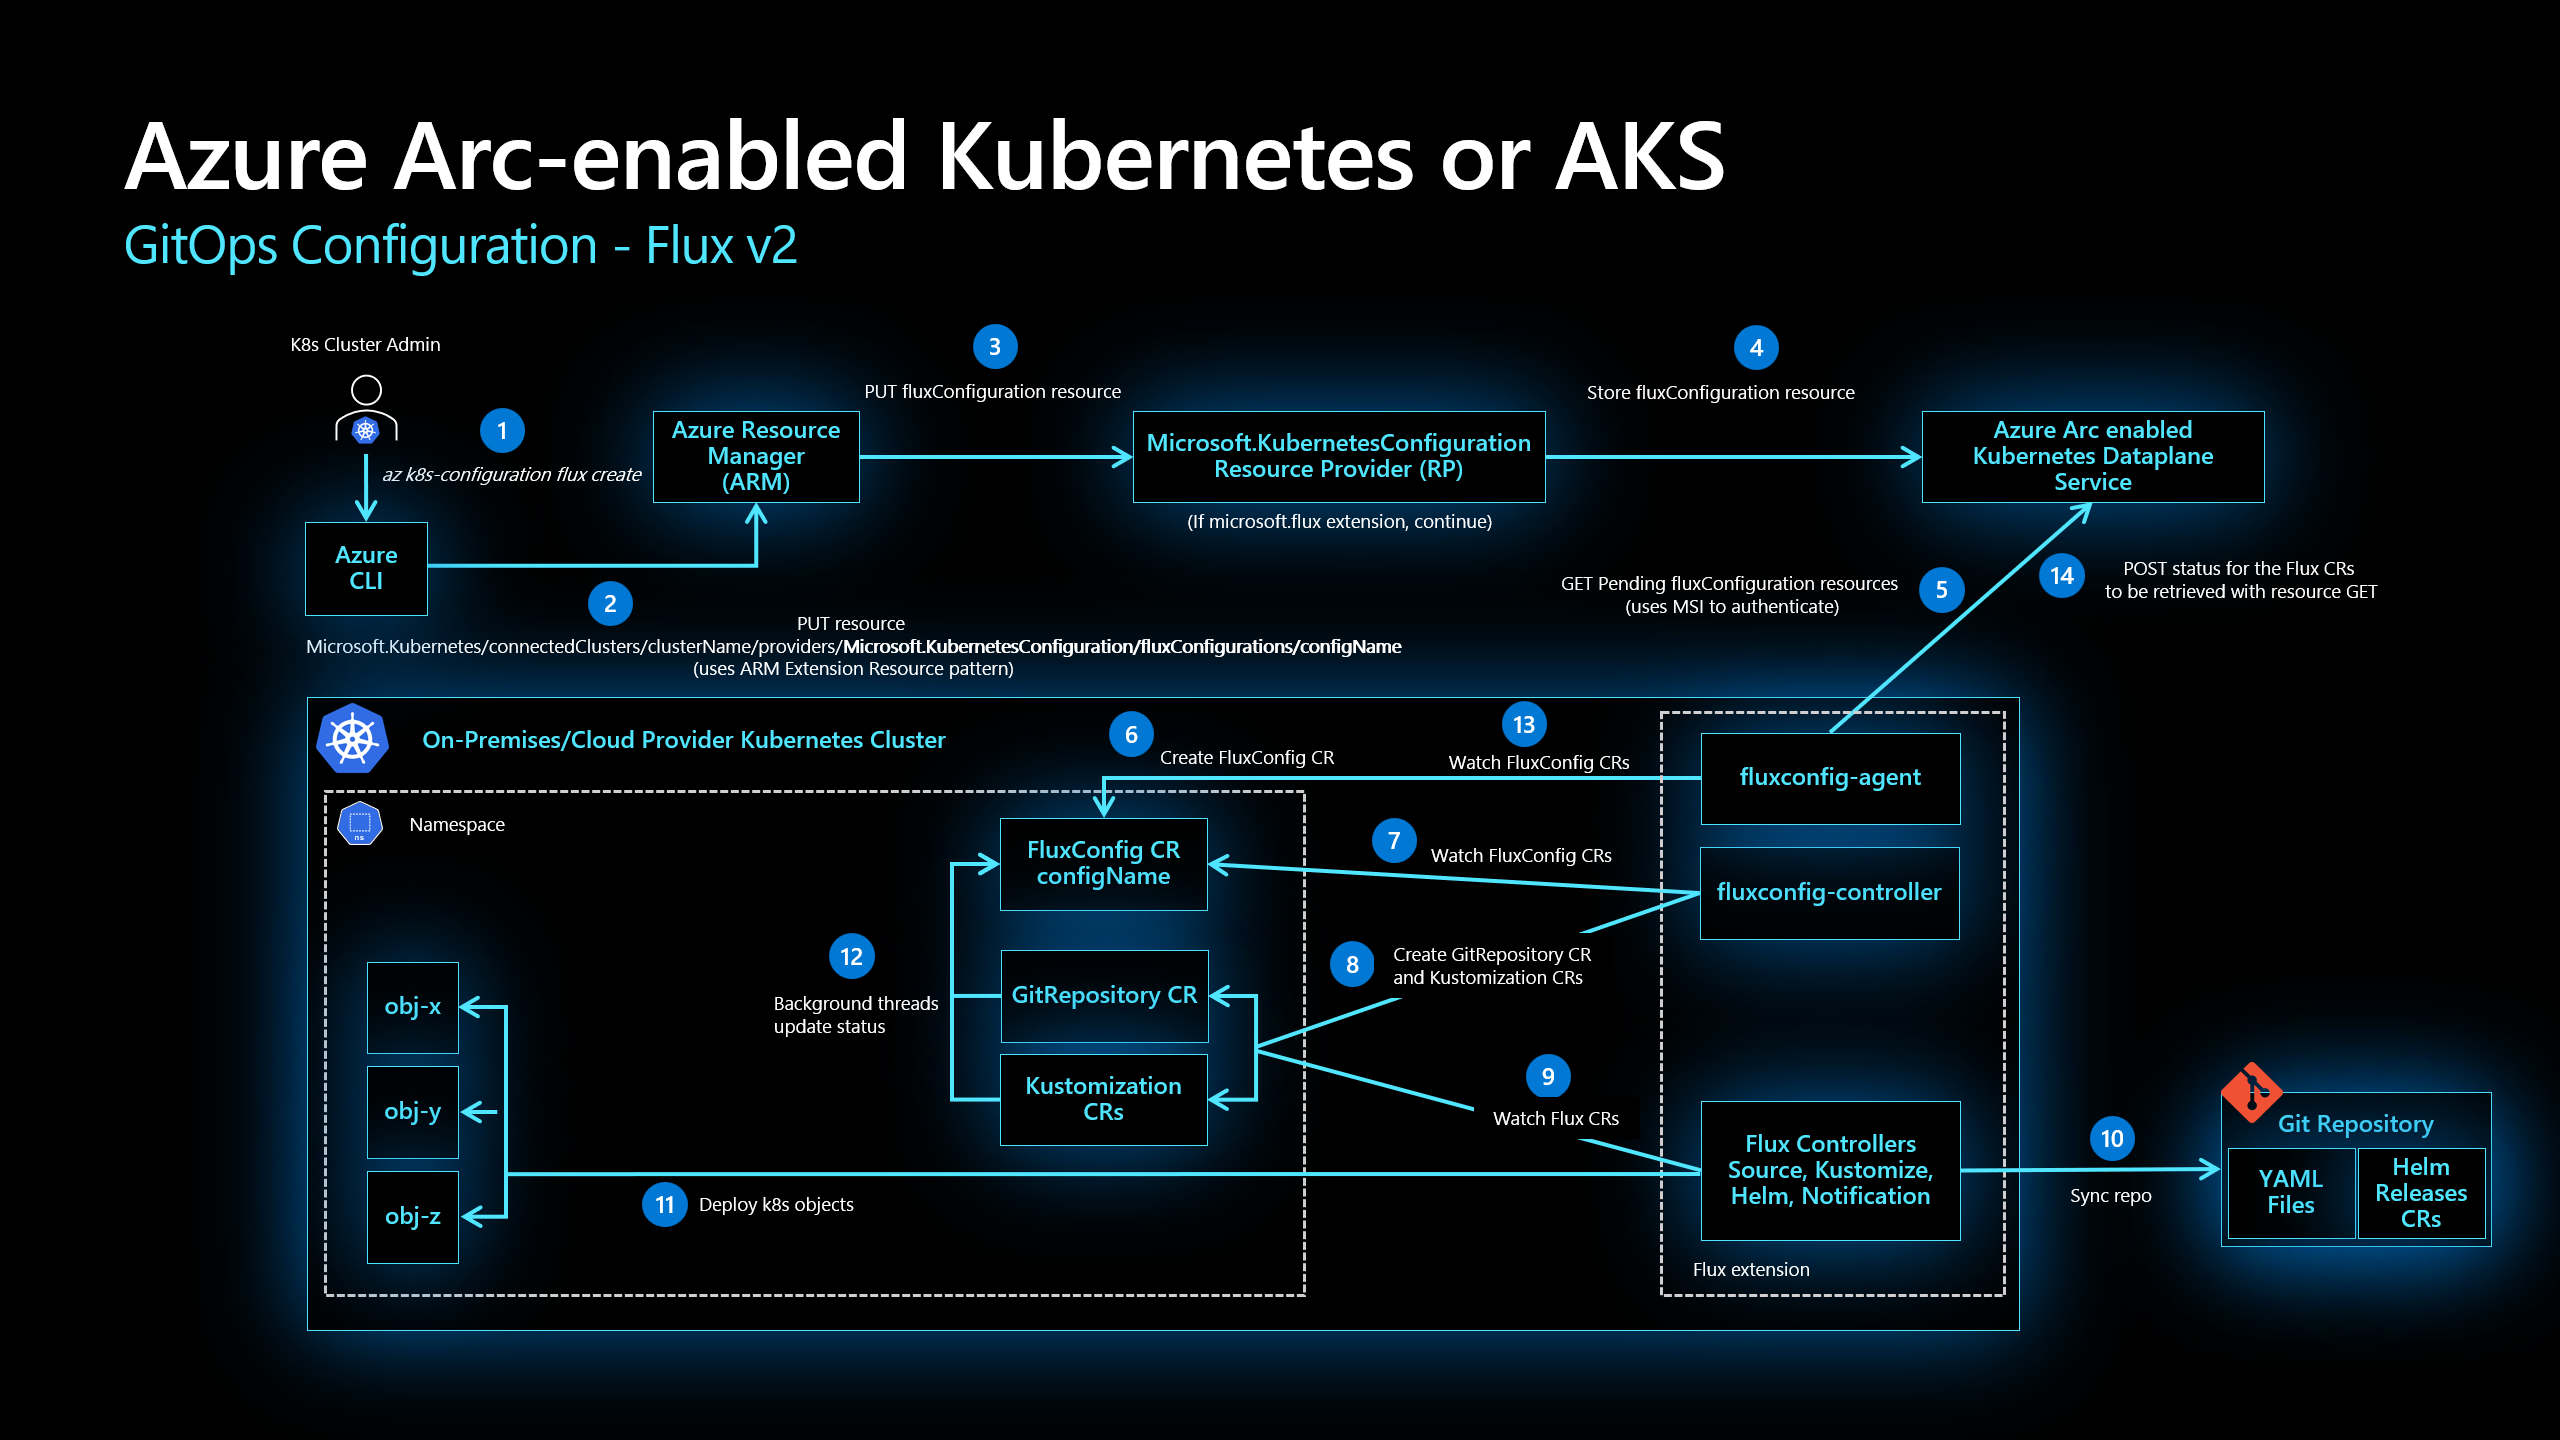 Azure Arc-enabled Kubernetes or AKS
GitOps Configuration - Flux v2
K8s Cluster Admin
1
az k8s-configuration flux create
Azure
CLI
2
PUT resource
Microsoft.Kubernetes/connectedClusters/clusterName/providers/Microsoft.KubernetesConfiguration/fluxConfigurations/configName
(uses ARM Extension Resource pattern)
Azure Resource
Manager
(ARM)
3
PUT fluxConfiguration resource
Microsoft.KubernetesConfiguration
Resource Provider (RP)
(If microsoft.flux extension, continue)
4
Store fluxConfiguration resource
Azure Arc enabled
Kubernetes Dataplane
Service
GET Pending fluxConfiguration resources
(uses MSI to authenticate)
5
14
POST status for the Flux CRs
to be retrieved with resource GET
On-Premises/Cloud Provider Kubernetes Cluster
6
Create FluxConfig CR
13
Watch FluxConfig CRs
fluxconfig-agent
ns
Namespace
FluxConfig CR
configName
7
Watch FluxConfig CRs
fluxconfig-controller
12
Background threads
update status
8
Create GitRepository CR
and Kustomization CRs
obj-x
GitRepository CR
obj-y
Kustomization
CRs
9
Watch Flux CRs
Flux Controllers
Source, Kustomize,
Helm, Notification
obj-z
11
Deploy k8s objects
Flux extension
10
Sync repo
Git Repository
YAML
Files
Helm
Releases
CRs